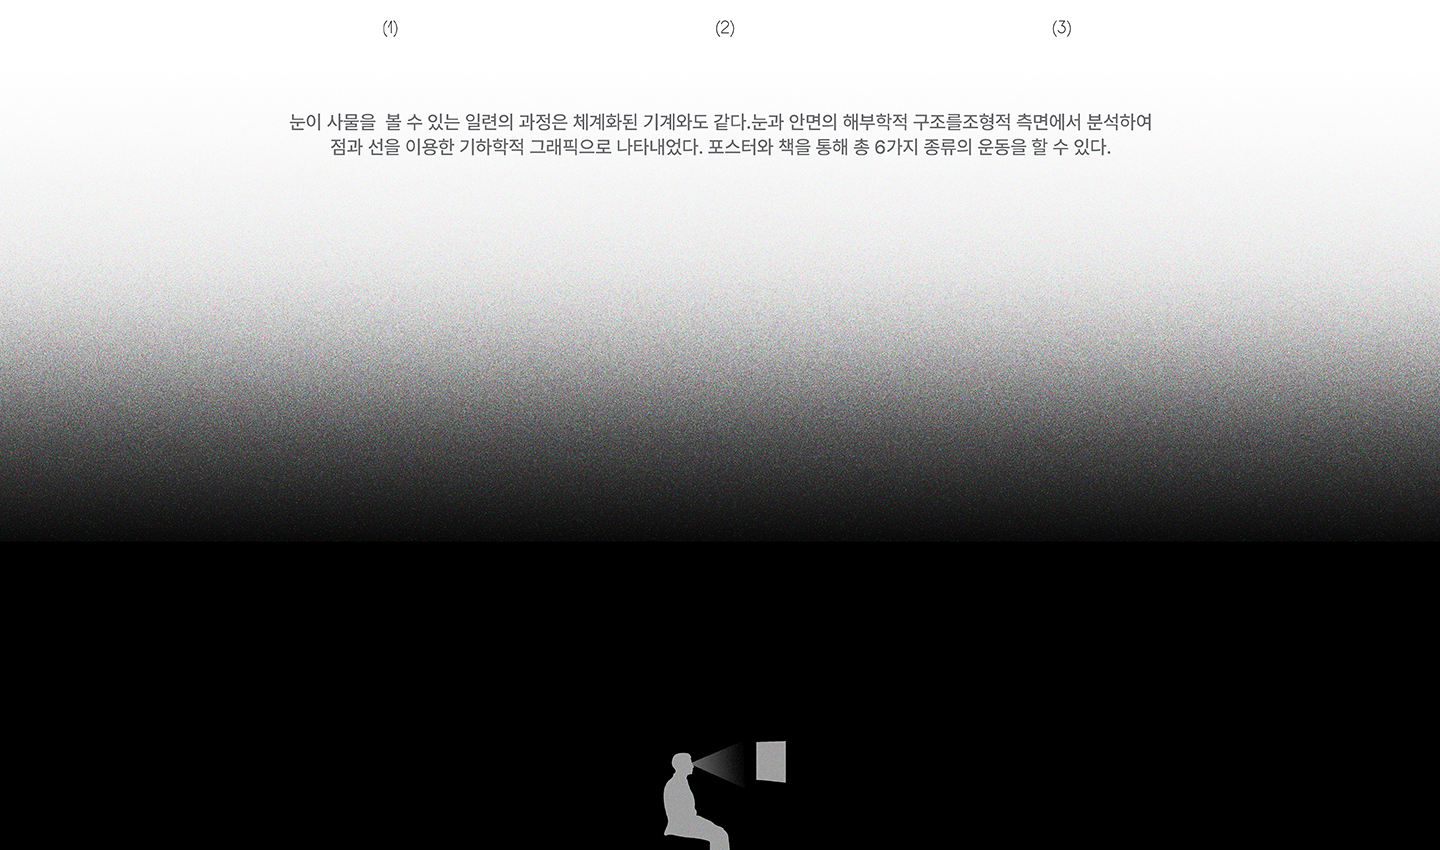 (1) (2) (3)
눈이 사물을  볼 수 있는 일련의 과정은 체계화된 기계와도 같다.눈과 안면의 해부학적 구조를조형적 측면에서 분석하여
점과 선을 이용한 기하학적 그래픽으로 나타내었다. 포스터와 책을 통해 총 6가지 종류의 운동을 할 수 있다.